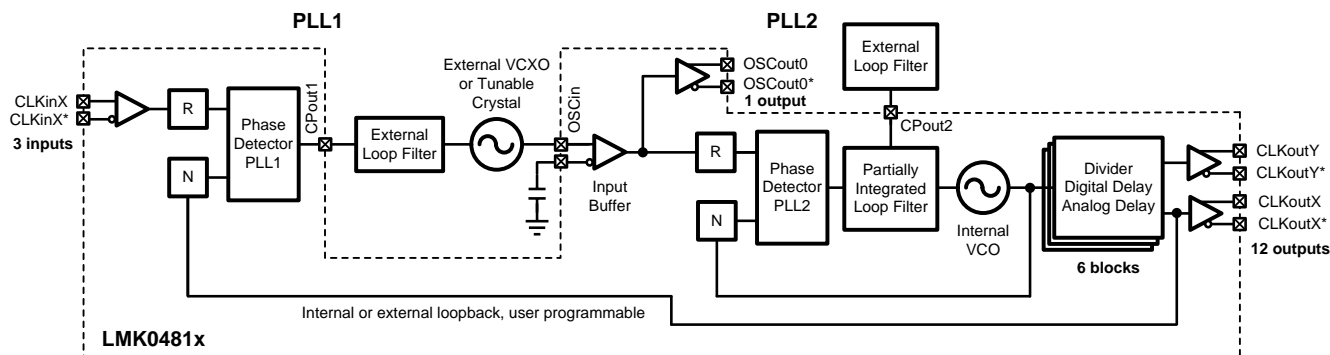 PLL1
PLL2
External VCXO
or Tunable
Crystal
OSCout0
OSCout0*
1 output
External
Loop Filter
CLKinX
CLKinX*
3 inputs
R
N
Phase
Detector
PLL1
CPout1
External
Loop Filter
OSCin
Input
Buffer
R
N
Phase
Detector
PLL2
CPout2
Partially
Integrated
Loop Filter
Internal
VCO
Divider
Digital Delay
Analog Delay
6 blocks
CLKoutY
CLKoutY*
CLKoutX
CLKoutX*
12 outputs
Internal or external loopback, user programmable
LMK0481x